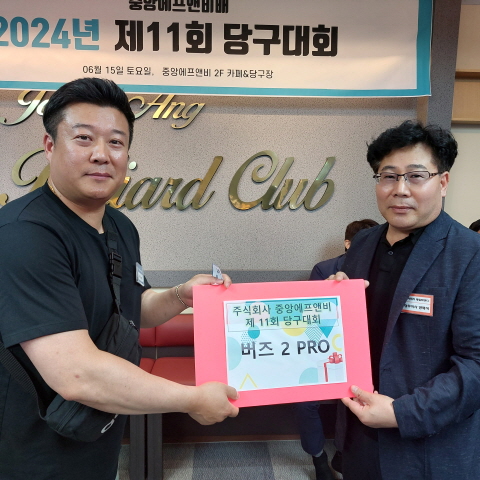 중앙에프앤비배
2024년 제11회 당구대회
06월 15일 토요일, 중앙에프앤비 2F 카페&당구장
Ang
Billiard Club
주식회사 중앙에프앤비
제 11회 당구대회
버즈 2 PRO